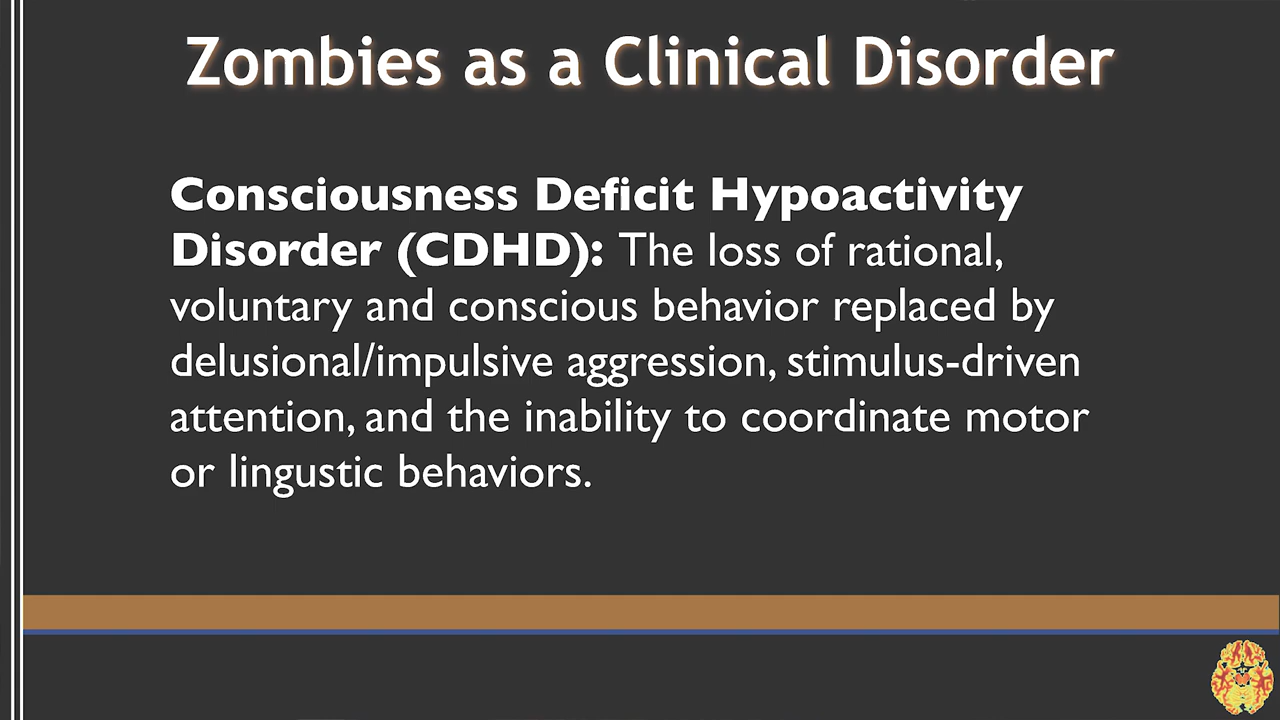 Zombies as a Clinical Disorder
Consciousness Deficit Hypoactivity
Disorder (CDHD): The loss of rational,
voluntary and conscious behavior replaced by
delusional/impulsive aggression, stimulus-driven
attention, and the inability to coordinate motor
or lingustic behaviors.